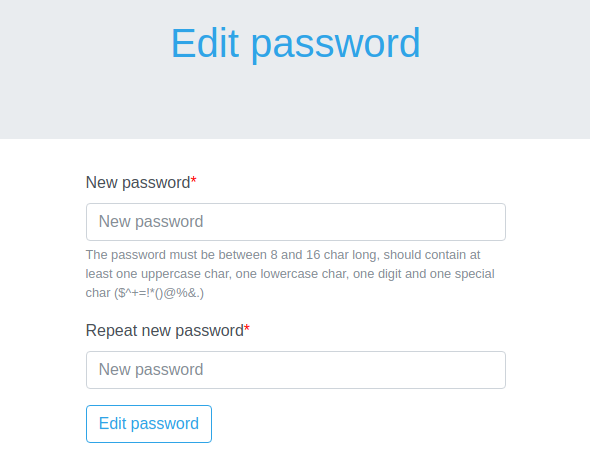 Edit password
New password*
New password
The password must be between 8 and 16 char long, should contain at
least one uppercase char, one lowercase char, one digit and one special
char ($^+=!*()@%&.)
Repeat new password*
New password
Edit password